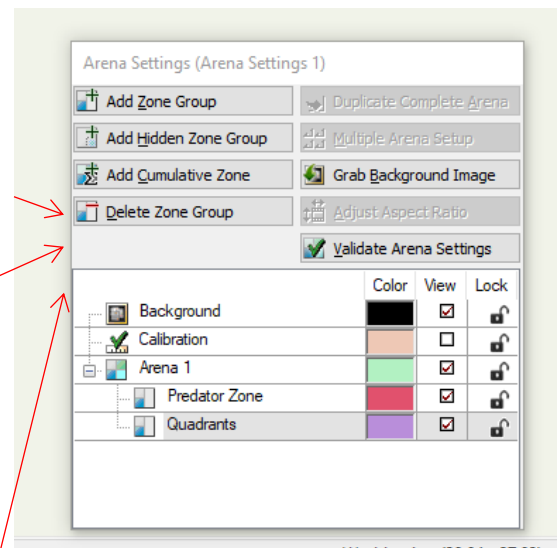 Arena Settings (Arena Settings 1)
Add Zone Group Duplicate Complete Arena
Add Hidden Zone Group Multiple Arena Setup
Add Cumulative Zone Grab Background Image
Delete Zone Group Adjust Aspect Ratio
Validate Arena Settings
Color View Lock
Background
Calibration
Arena 1
Predator Zone
Quadrants